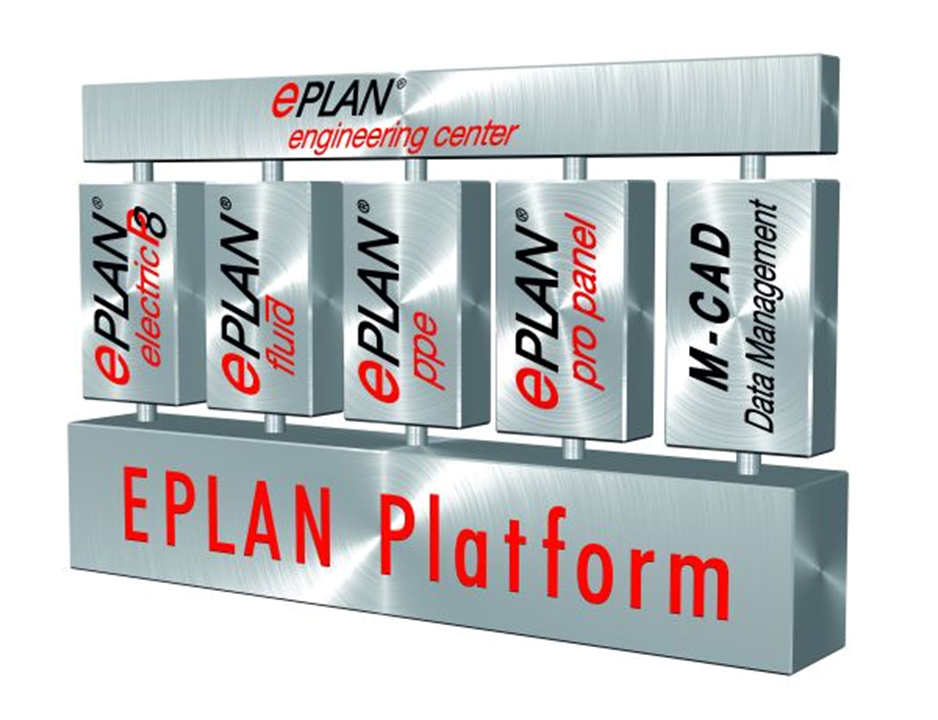 ePLAN®
engineering center
ePLAN®
electric P8
ePLAN®
fluid
ePLAN®
ppe
ePLAN®
pro panel
M-CAD
Data Management
EPLAN Platform